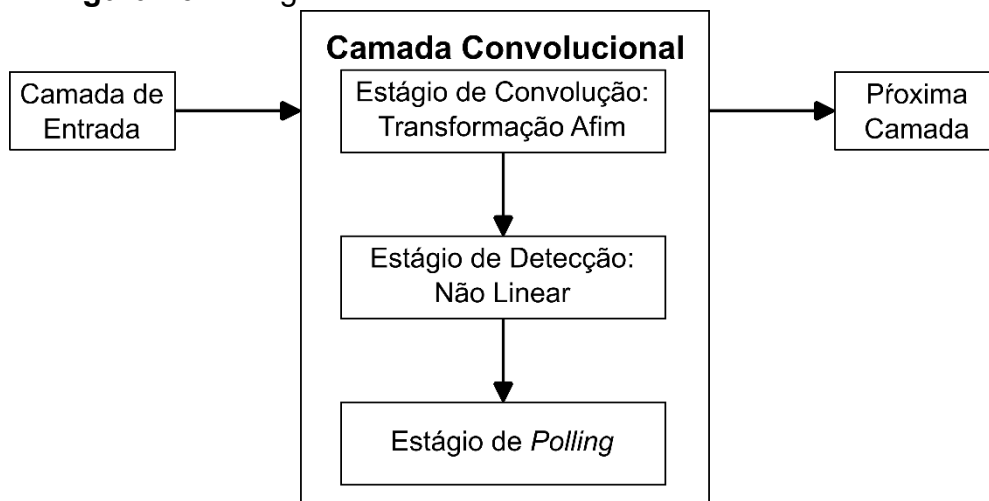 Camada Convolucional
Camada de
Entrada
Estágio de Convolução:
Transformação Afim
Pŕoxima
Camada
Estágio de Detecção:
Não Linear
Estágio de Polling